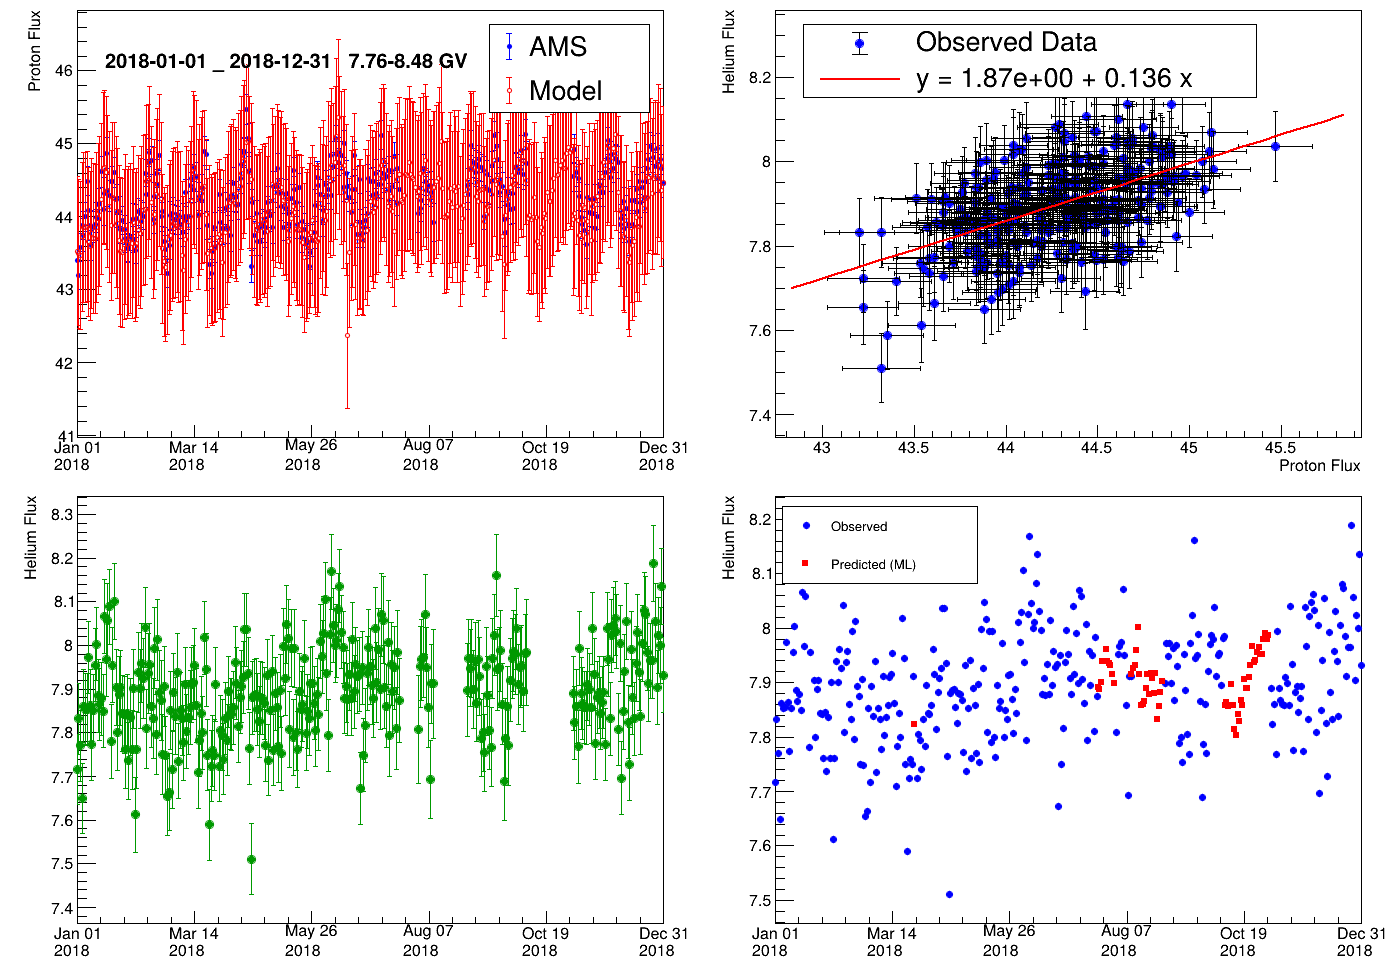 Proton Flux
2018-01-01 _ 2018-12-31   7.76-8.48 GV
AMS
Model
46
45
44
43
42
41
Jan 01 2018
Mar 14 2018
May 26 2018
Aug 07 2018
Oct 19 2018
Dec 31 2018
Helium Flux
Observed Data
y = 1.87e+00 + 0.136 x
8.2
8
7.8
7.6
7.4
43
43.5
44
44.5
45
45.5
Proton Flux
Helium Flux
8.3
8.2
8.1
8
7.9
7.8
7.7
7.6
7.5
7.4
Jan 01 2018
Mar 14 2018
May 26 2018
Aug 07 2018
Oct 19 2018
Dec 31 2018
Helium Flux
Observed
Predicted (ML)
8.2
8.1
8
7.9
7.8
7.7
7.6
7.5
Jan 01 2018
Mar 14 2018
May 26 2018
Aug 07 2018
Oct 19 2018
Dec 31 2018